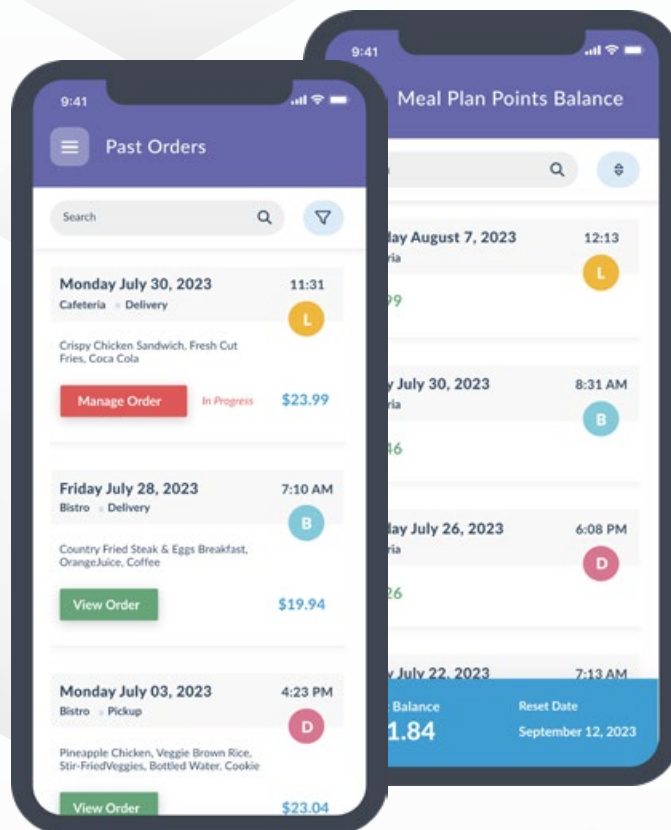 9:41
Past Orders
Search
Monday July 30, 2023 11:31
Cafeteria Delivery
L
Crispy Chicken Sandwich, Fresh Cut
Fries, Coca Cola
Manage Order In Progress $23.99
Friday July 28, 2023 7:10 AM
Bistro Delivery
B
Country Fried Steak & Eggs Breakfast,
OrangeJuice, Coffee
View Order $19.94
Monday July 03, 2023 4:23 PM
Bistro Pickup
D
Pineapple Chicken, Veggie Brown Rice,
Stir-FriedVeggies, Bottled Water, Cookie
View Order $23.04
9:41
Meal Plan Points Balance
August 7, 2023 12:13
L
99
July 30, 2023 8:31 AM
B
46
July 26, 2023 6:08 PM
D
26
July 22, 2023 7:13 AM
Balance Reset Date
1.84 September 12, 2023